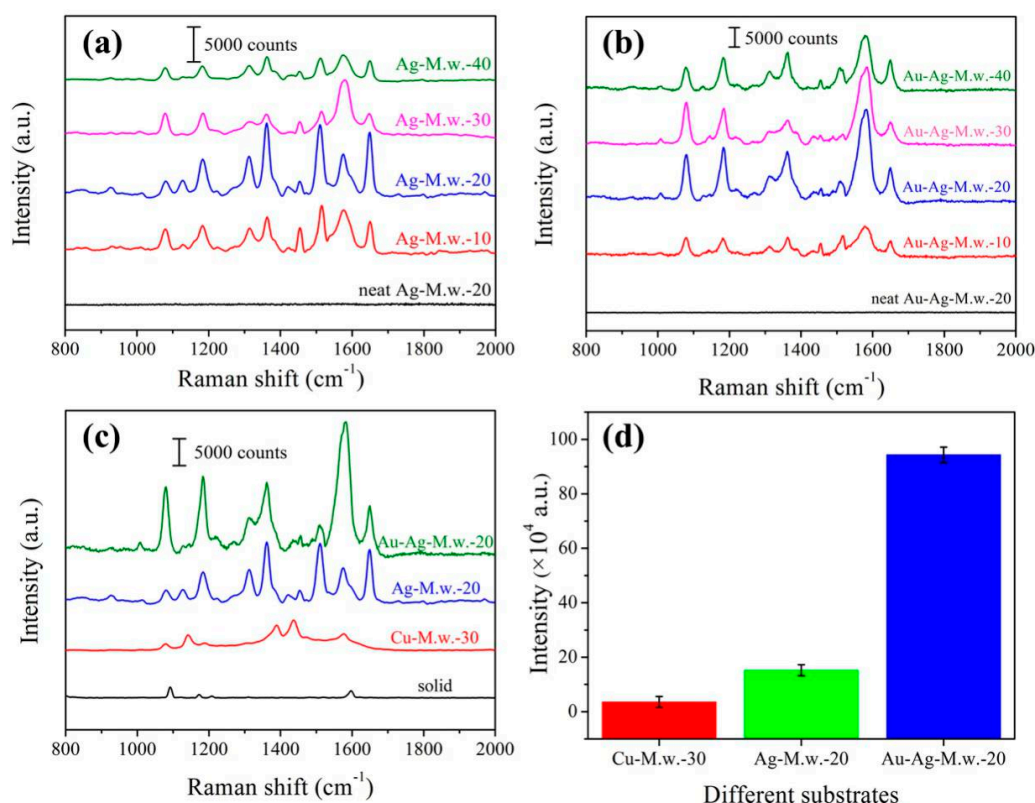 (a)
5000 counts
Ag-M.w.-40
Ag-M.w.-30
Ag-M.w.-20
Ag-M.w.-10
neat Ag-M.w.-20
Intensity (a.u.)
800 1000 1200 1400 1600 1800 2000
Raman shift (cm⁻¹)
(b)
5000 counts
Au-Ag-M.w.-40
Au-Ag-M.w.-30
Au-Ag-M.w.-20
Au-Ag-M.w.-10
neat Au-Ag-M.w.-20
Intensity (a.u.)
800 1000 1200 1400 1600 1800 2000
Raman shift (cm⁻¹)
(c)
5000 counts
Au-Ag-M.w.-20
Ag-M.w.-20
Cu-M.w.-30
solid
Intensity (a.u.)
800 1000 1200 1400 1600 1800 2000
Raman shift (cm⁻¹)
(d)
100
80
60
20
10
0
Intensity (×10⁴ a.u.)
Cu-M.w.-30 Ag-M.w.-20 Au-Ag-M.w.-20
Different substrates